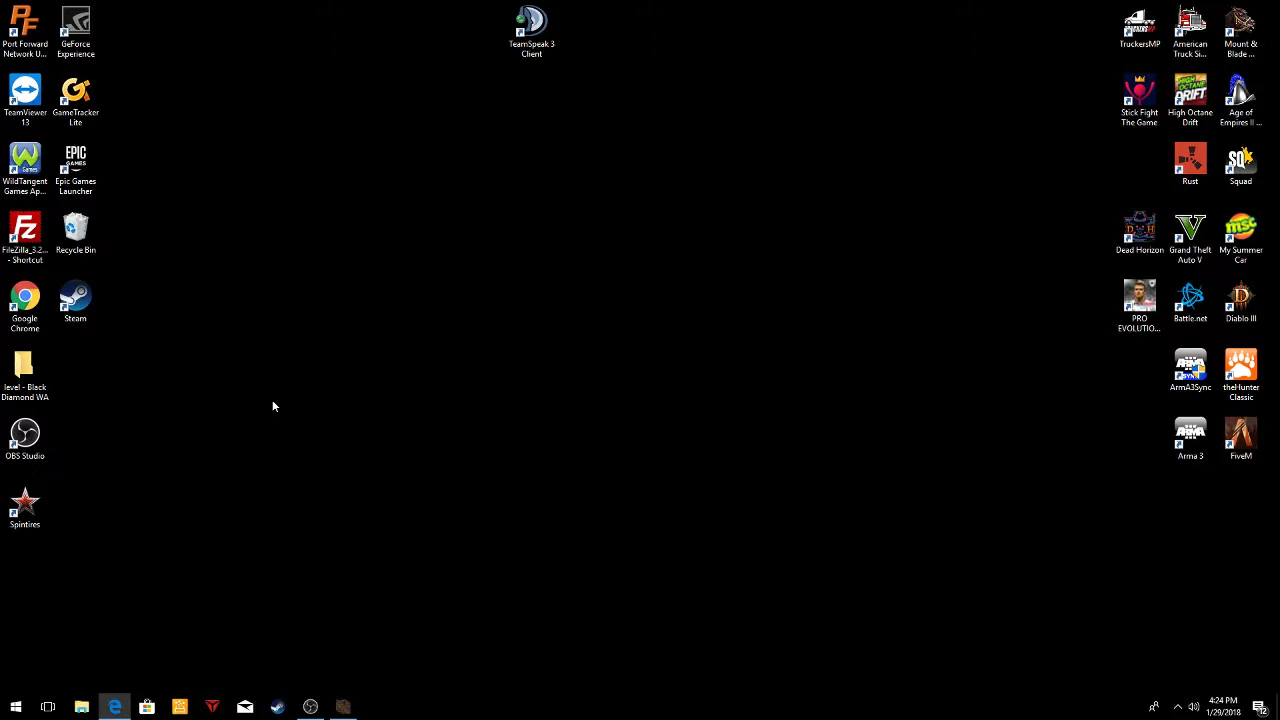 Port Forward
Network U...
GeForce
Experience
TeamSpeak 3
Client
TruckersMP
American
Truck Si...
Mount &
Blade ...
TeamViewer
13
GameTracker
Lite
Stick Fight
The Game
High Octane
Drift
Age of
Empires II ...
WildTangent
Games Ap...
Epic Games
Launcher
Rust
Squad
FileZilla_3.2...
- Shortcut
Recycle Bin
Dead Horizon
Grand Theft
Auto V
My Summer
Car
Google
Chrome
Steam
PRO
EVOLUTIO...
Battle.net
Diablo III
level - Black
Diamond WA
ArmA3Sync
theHunter
Classic
OBS Studio
Arma 3
FiveM
Spintires
4:24 PM
1/29/2018
12